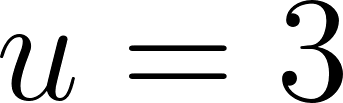 u = 3